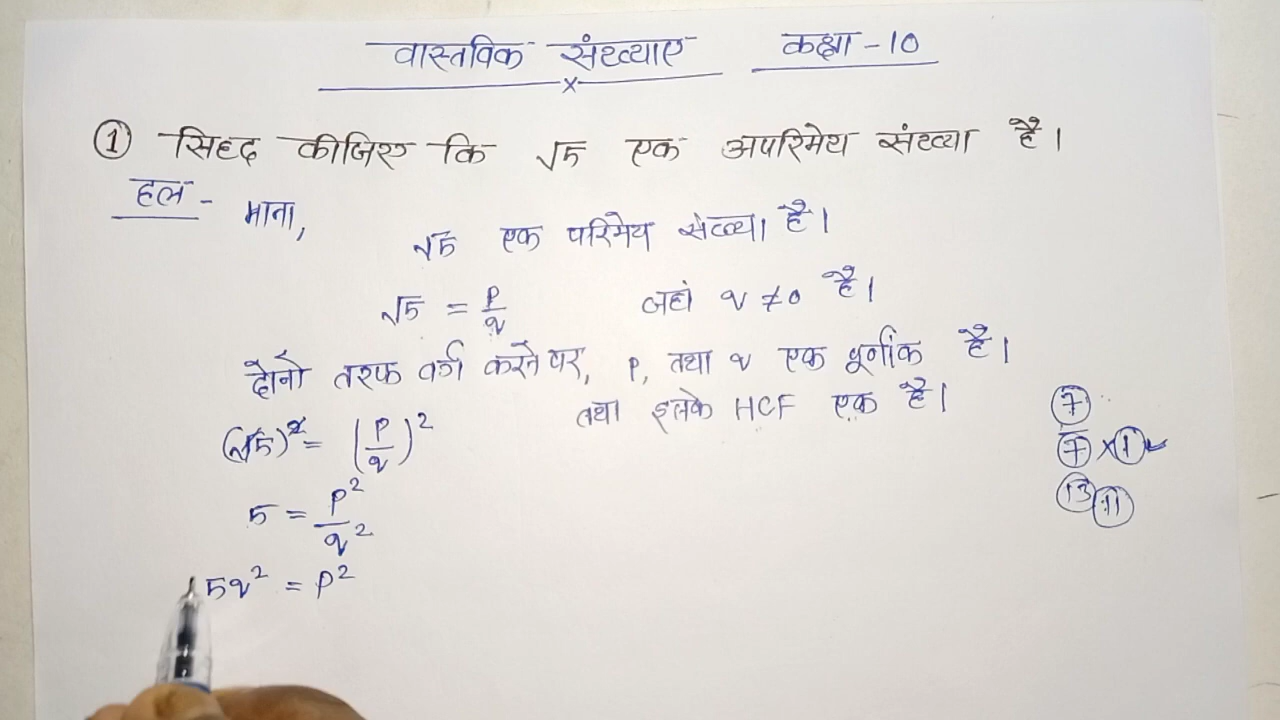 वास्तविक संख्याए कक्षा - 10
① सिद्द कीजिए कि √5 एक अपरिमेय संख्या है।
हल - माना,
√5 एक परिमेय संख्या है।
√5 = p/q जहां q ≠ 0 है।
दोनो तरफ वर्ग करने पर, P, तथा q एक पूर्णांक है।
तथा इनके HCF एक है।
(√5)² = (p/q)²
5 = p²/q²
5q² = p²
7
7 × 1
13 11